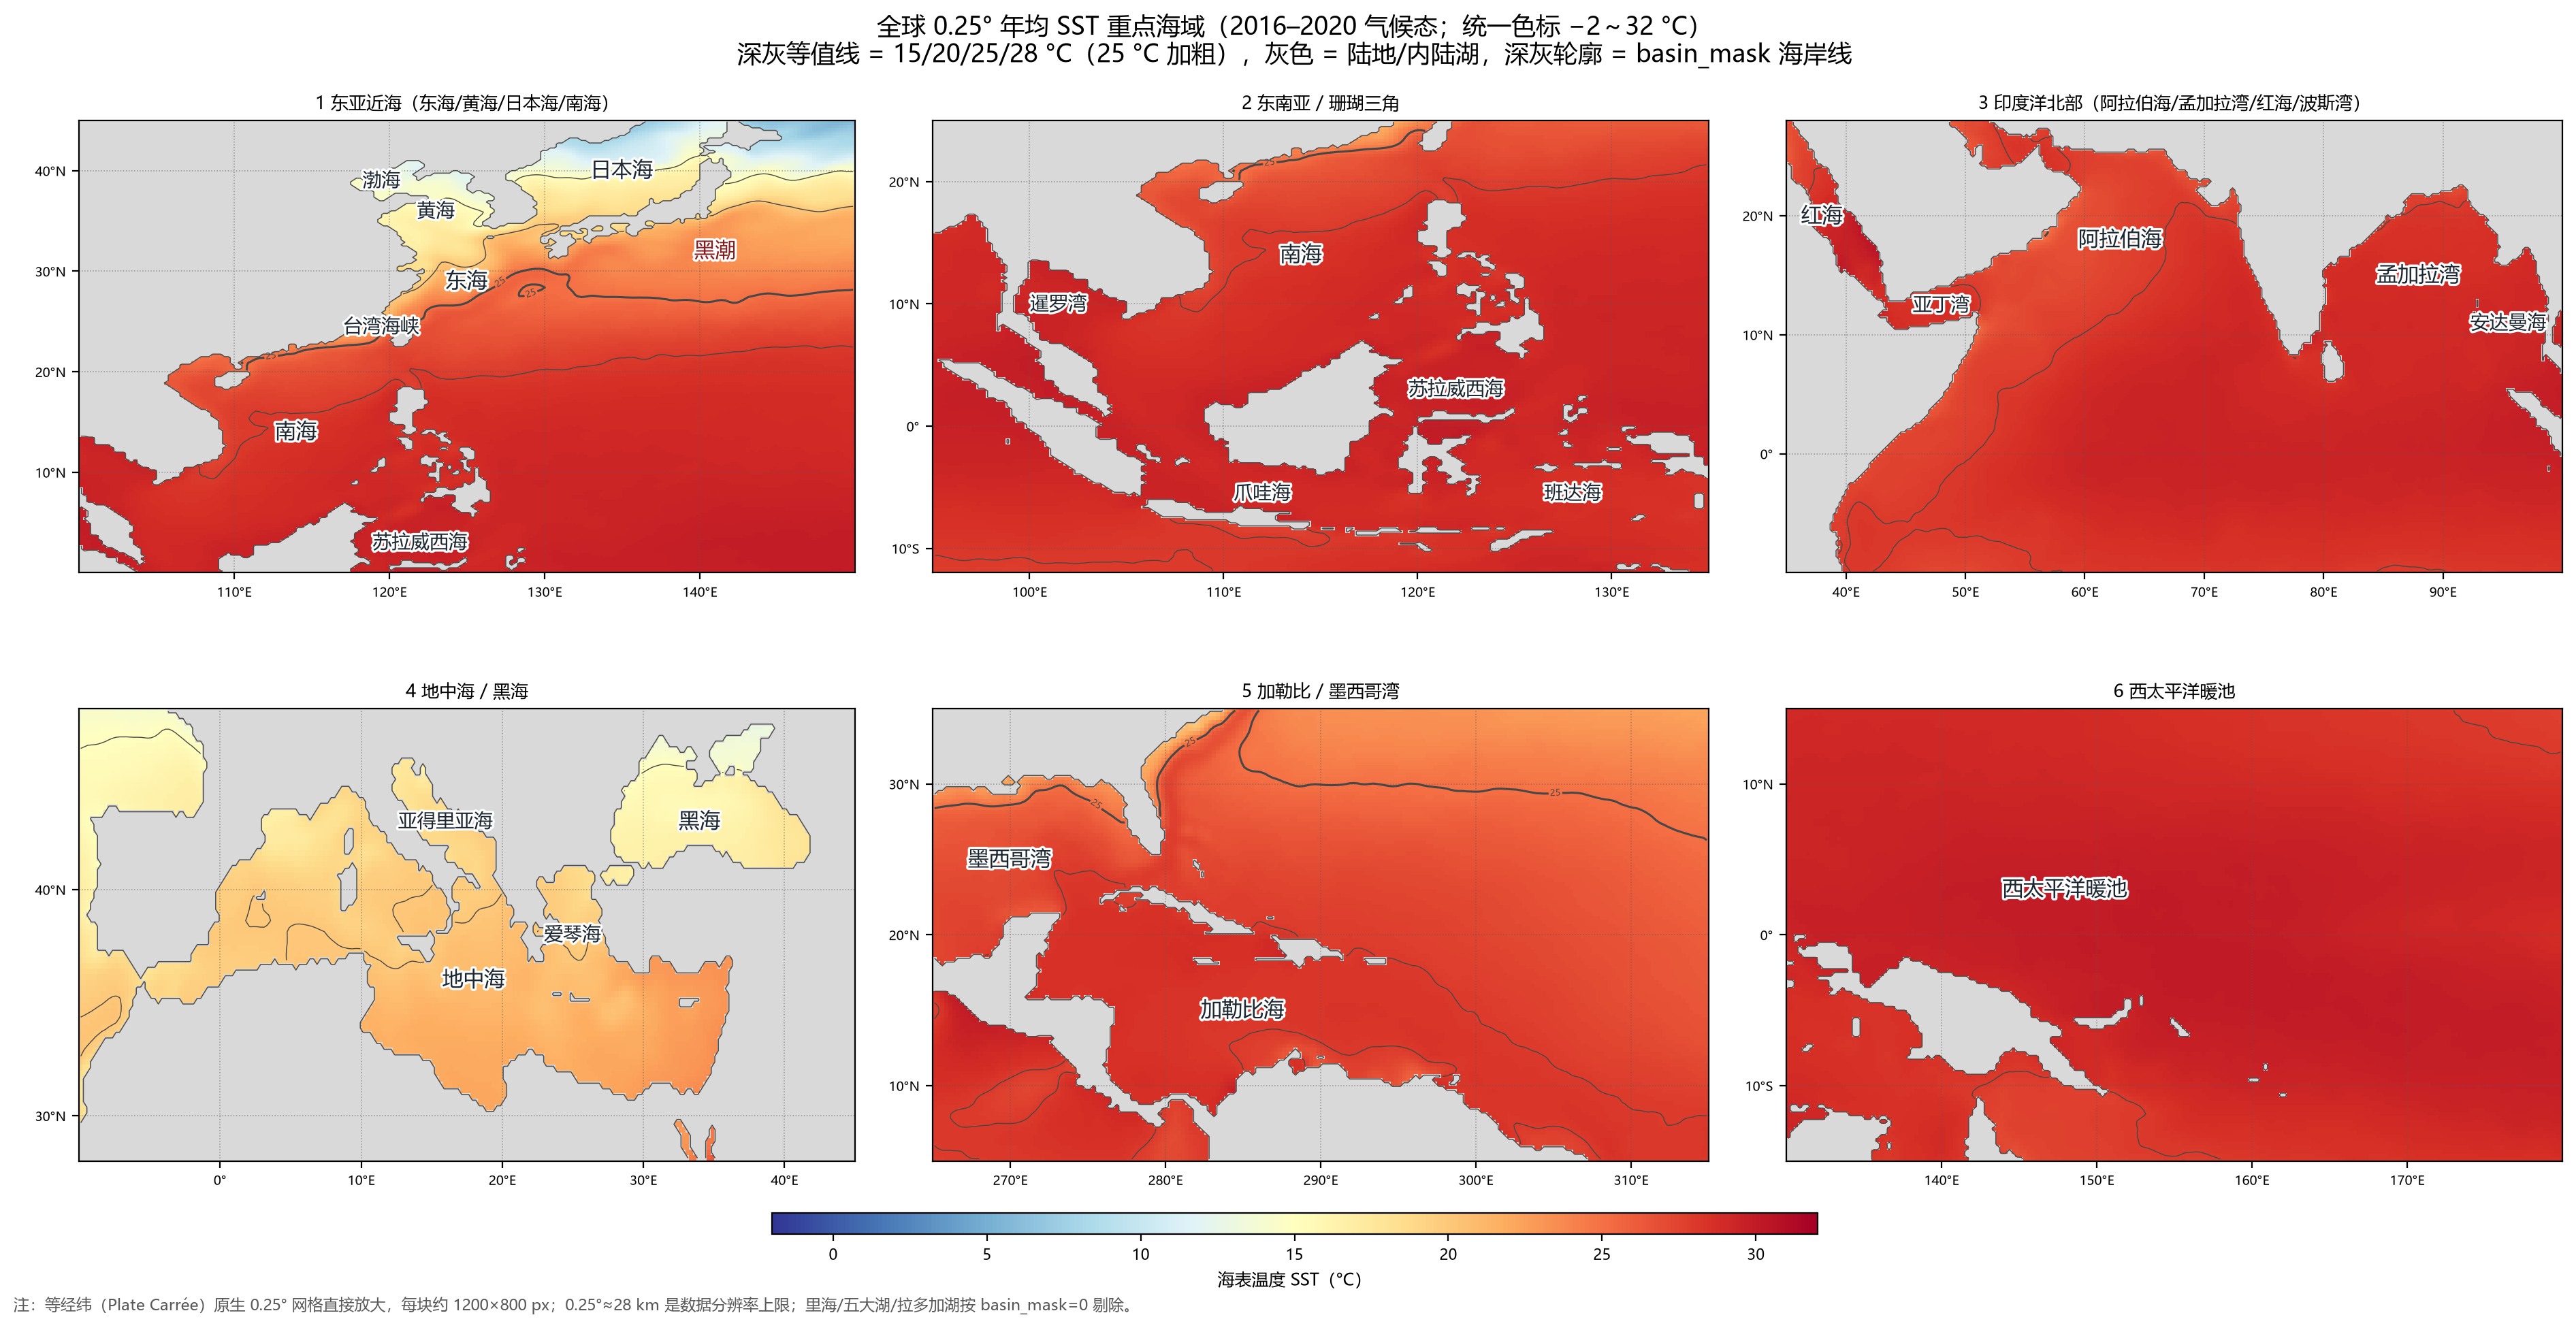 全球 0.25° 年均 SST 重点海域（2016–2020 气候态；统一色标 −2～32 °C）
深灰等值线 = 15/20/25/28 °C（25 °C 加粗），灰色 = 陆地/内陆湖，深灰轮廓 = basin_mask 海岸线
1 东亚近海（东海/黄海/日本海/南海）
40°N
30°N
20°N
10°N
日本海
渤海
黄海
黑潮
东海
25
25
台湾海峡
25
南海
苏拉威西海
110°E
120°E
130°E
140°E
2 东南亚 / 珊瑚三角
20°N
10°N
0°
10°S
25
南海
暹罗湾
苏拉威西海
爪哇海
班达海
100°E
110°E
120°E
130°E
3 印度洋北部（阿拉伯海/孟加拉湾/红海/波斯湾）
20°N
10°N
0°
红海
阿拉伯海
孟加拉湾
亚丁湾
安达曼海
40°E
50°E
60°E
70°E
80°E
90°E
4 地中海 / 黑海
40°N
30°N
亚得里亚海
黑海
爱琴海
地中海
0°
10°E
20°E
30°E
40°E
5 加勒比 / 墨西哥湾
30°N
20°N
10°N
25
25
25
墨西哥湾
加勒比海
270°E
280°E
290°E
300°E
310°E
6 西太平洋暖池
10°N
0°
10°S
西太平洋暖池
140°E
150°E
160°E
170°E
0
5
10
15
20
25
30
海表温度 SST（°C）
注：等经纬（Plate Carrée）原生 0.25° 网格直接放大，每块约 1200×800 px；0.25°≈28 km 是数据分辨率上限；里海/五大湖/拉多加湖按 basin_mask=0 剔除。